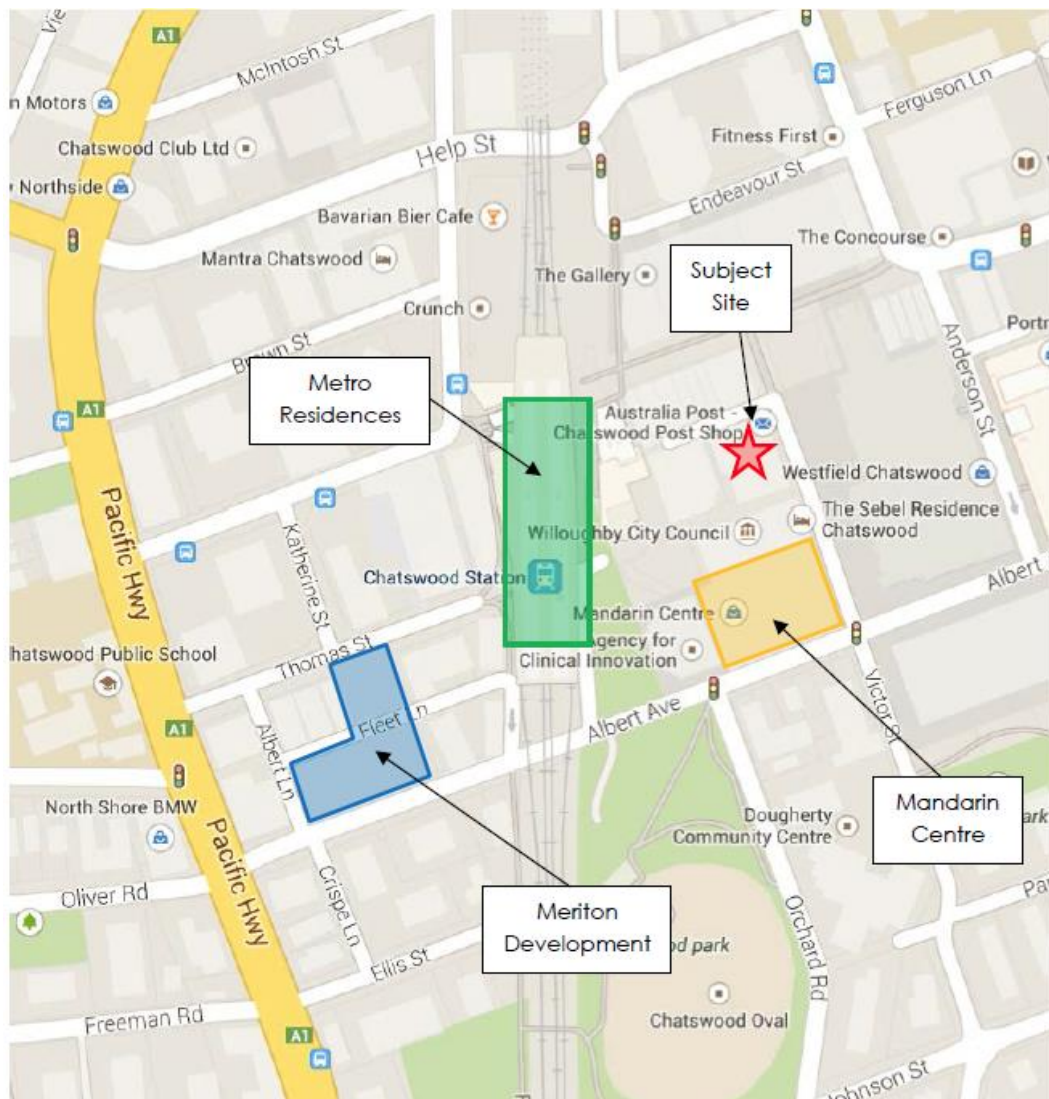 Vie
A1
McIntosh St
n Motors
Ferguson Ln
Chatswood Club Ltd
Help St
Fitness First
Northside
Endeavour St
Bavarian Bier Cafe
The Concourse
Mantra Chatswood
The Gallery
Subject
Site
Crunch
Brown St
Anderson St
Portm
Metro
Residences
A1
Australia Post -
Chatswood Post Shop
Westfield Chatswood
Pacific Hwy
Katherine St
The Sebel Residence
Chatswood
Willoughby City Council
Chatswood Station
Albert
Mandarin Centre
Thomas St
Agency for
Clinical Innovation
hatswood Public School
Victor St
Fleet Ln
Albert Ave
A1
Albert Ln
North Shore BMW
Dougherty
Community Centre
Mandarin
Centre
ark
Pacific Hwy
Crispe Ln
Oliver Rd
Meriton
Development
Par
Orchard Rd
od park
Ellis St
Freeman Rd
Chatswood Oval
A1
Johnson St